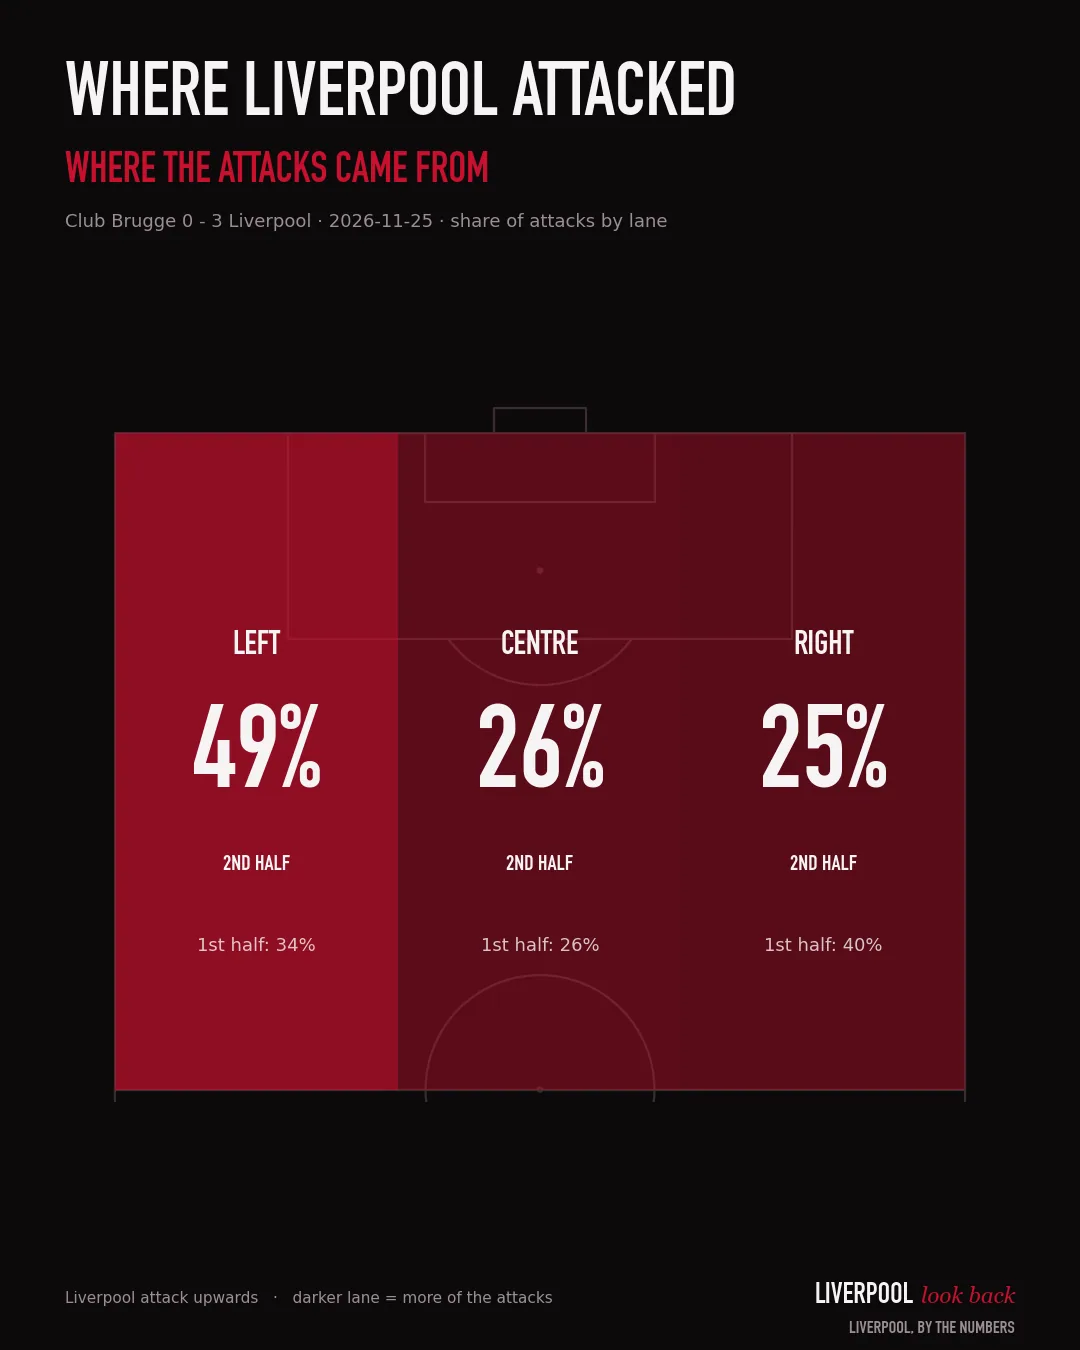 WHERE LIVERPOOL ATTACKED
WHERE THE ATTACKS CAME FROM
Club Brugge 0 - 3 Liverpool · 2026-11-25 · share of attacks by lane
LEFT
49%
2ND HALF
1st half: 34%
CENTRE
26%
2ND HALF
1st half: 26%
RIGHT
25%
2ND HALF
1st half: 40%
Liverpool attack upwards · darker lane = more of the attacks
LIVERPOOL look back
LIVERPOOL, BY THE NUMBERS